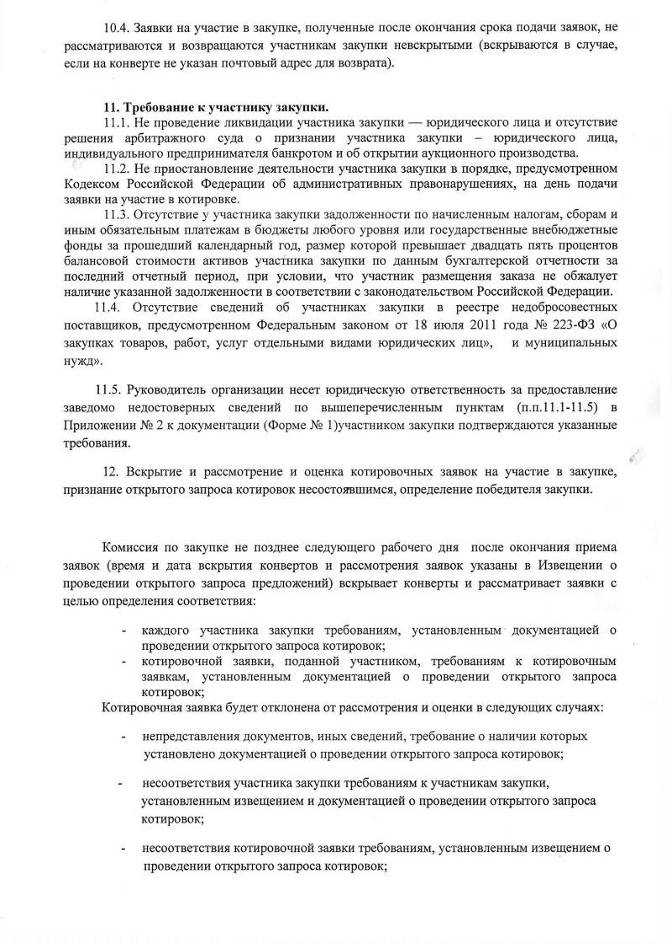 10.4. Заявки на участие в закупке, полученные после окончания срока подачи заявок, не
рассматриваются и возвращаются участникам закупки невскрытыми (вскрываются в случае,
если на конверте не указан почтовый адрес для возврата).
11. Требование к участнику закупки.
11.1. Не проведение ликвидации участника закупки — юридического лица и отсутствие
решения арбитражного суда о признании участника закупки – юридического лица,
индивидуального предпринимателя банкротом и об открытии аукционного производства.
11.2. Не приостановление деятельности участника закупки в порядке, предусмотренном
Кодексом Российской Федерации об административных правонарушениях, на день подачи
заявки на участие в котировке.
11.3. Отсутствие у участника закупки задолженности по начисленным налогам, сборам и
иным обязательным платежам в бюджеты любого уровня или государственные внебюджетные
фонды за прошедший календарный год, размер которой превышает двадцать пять процентов
балансовой стоимости активов участника закупки по данным бухгалтерской отчетности за
последний отчетный период, при условии, что участник размещения заказа не обжалует
наличие указанной задолженности в соответствии с законодательством Российской Федерации.
11.4. Отсутствие сведений об участниках закупки в реестре недобросовестных
поставщиков, предусмотренном Федеральным законом от 18 июля 2011 года № 223-ФЗ «О
закупках товаров, работ, услуг отдельными видами юридических лиц», и муниципальных
нужд».
11.5. Руководитель организации несет юридическую ответственность за предоставление
заведомо недостоверных сведений по вышеперечисленным пунктам (п.п.11.1-11.5) в
Приложении № 2 к документации (Форме № 1)участником закупки подтверждаются указанные
требования.
12. Вскрытие и рассмотрение и оценка котировочных заявок на участие в закупке,
признание открытого запроса котировок несостоявшимся, определение победителя закупки.
Комиссия по закупке не позднее следующего рабочего дня после окончания приема
заявок (время и дата вскрытия конвертов и рассмотрения заявок указаны в Извещении о
проведении открытого запроса предложений) вскрывает конверты и рассматривает заявки с
целью определения соответствия:
- каждого участника закупки требованиям, установленным документацией о
проведении открытого запроса котировок;
- котировочной заявки, поданной участником, требованиям к котировочным
заявкам, установленным документацией о проведении открытого запроса
котировок;
Котировочная заявка будет отклонена от рассмотрения и оценки в следующих случаях:
- непредставления документов, иных сведений, требование о наличии которых
установлено документацией о проведении открытого запроса котировок;
- несоответствия участника закупки требованиям к участникам закупки,
установленным извещением и документацией о проведении открытого запроса
котировок;
- несоответствия котировочной заявки требованиям, установленным извещением о
проведении открытого запроса котировок;